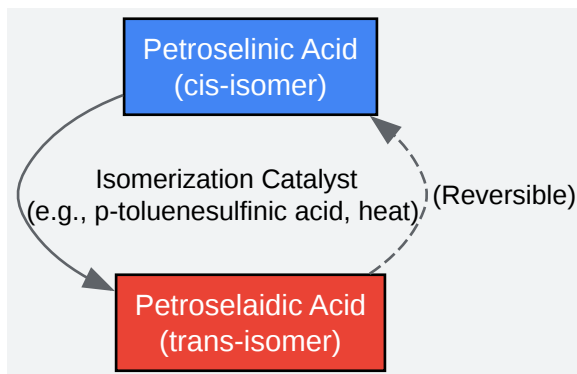 Petroselinic Acid
(cis-isomer)
Isomerization Catalyst
(e.g., p-toluenesulfinic acid, heat)
(Reversible)
Petroselaidic Acid
(trans-isomer)